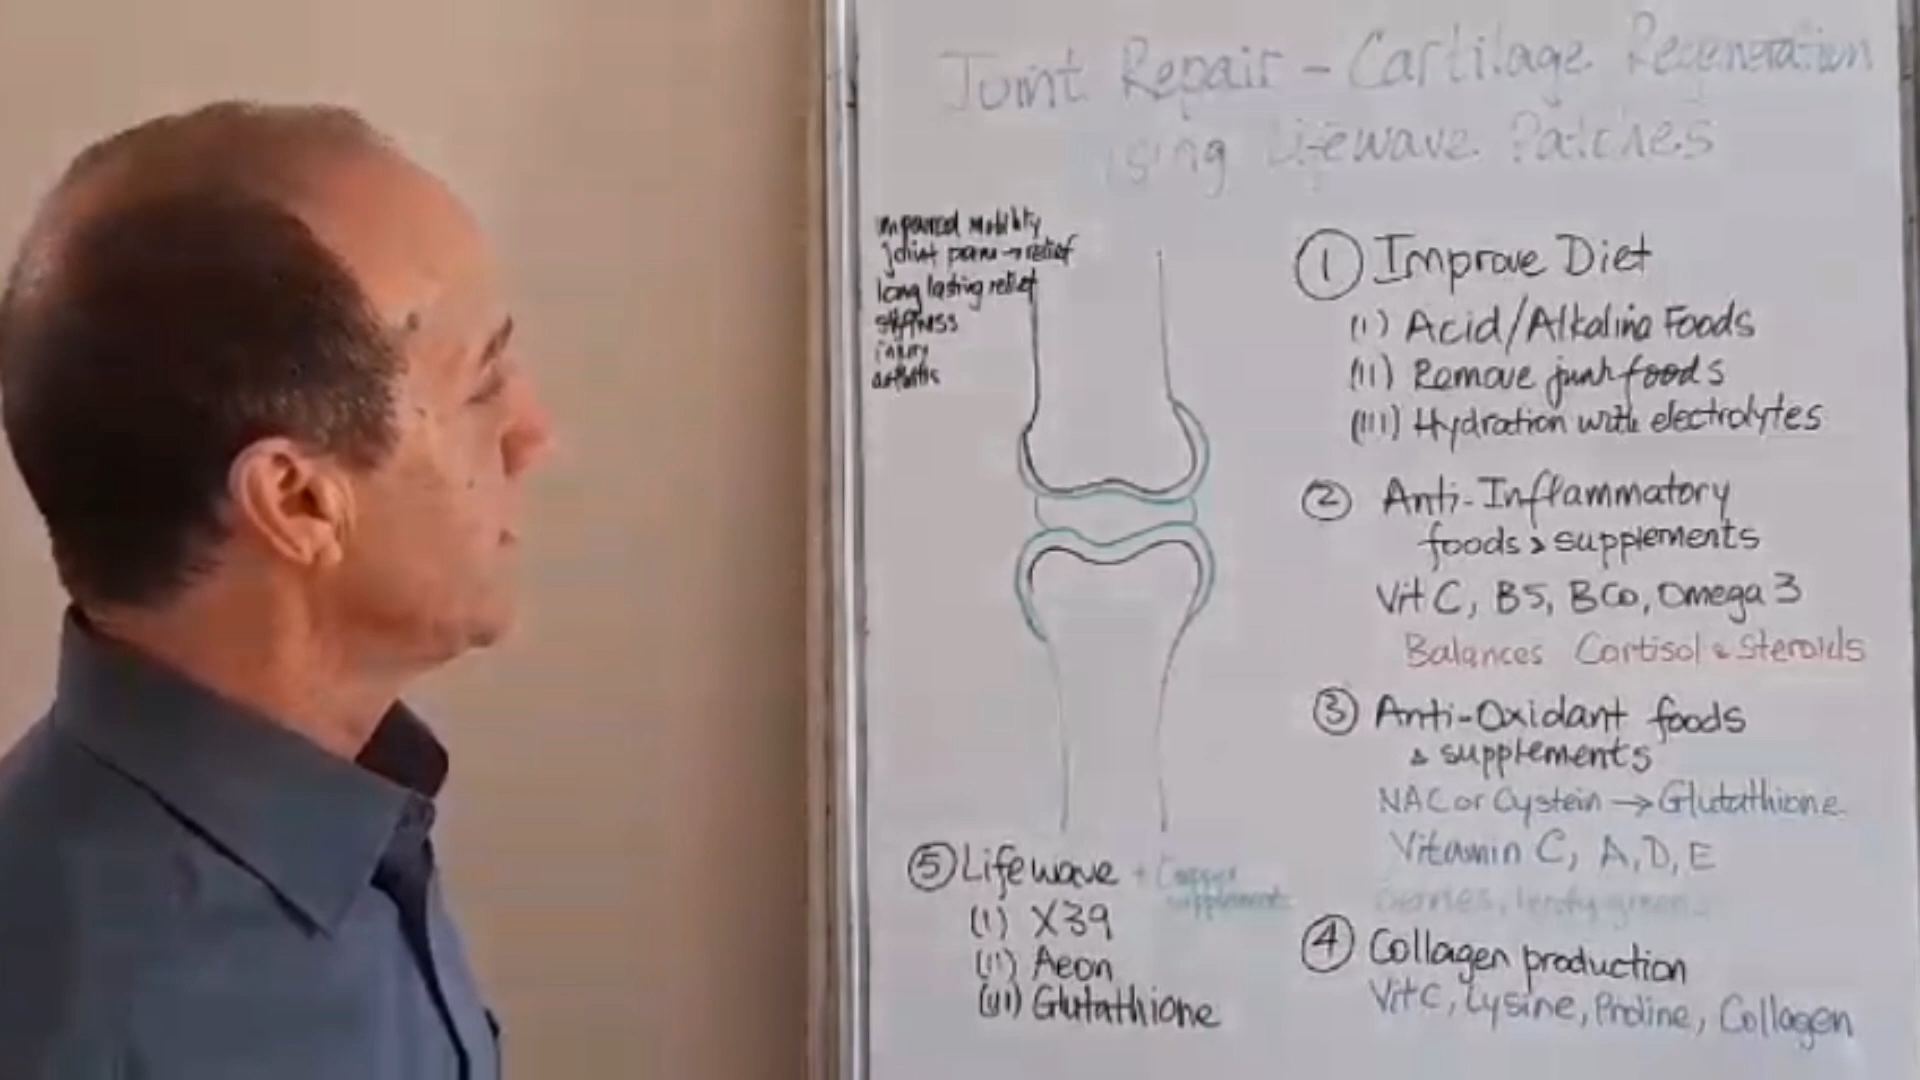 Joint Repair - Cartilage Regeneration
using Lifewave Patches
impaired mobility
joint pain → relief
long lasting relief
stiffness
injury
arthritis
① Improve Diet
(i) Acid/Alkaline Foods
(ii) Remove junk foods
(iii) Hydration with electrolytes
② Anti-Inflammatory
foods & supplements
Vit C, B5, BCo, Omega 3
Balances Cortisol & Steroids
③ Anti-Oxidant foods
& supplements
NAC or Cystein → Glutathione
Vitamin C, A, D, E
leafy greens
④ Collagen production
Vit C, Lysine, Proline, Collagen
⑤ Lifewave + Copper
supplement
(i) X39
(ii) Aeon
(iii) Glutathione